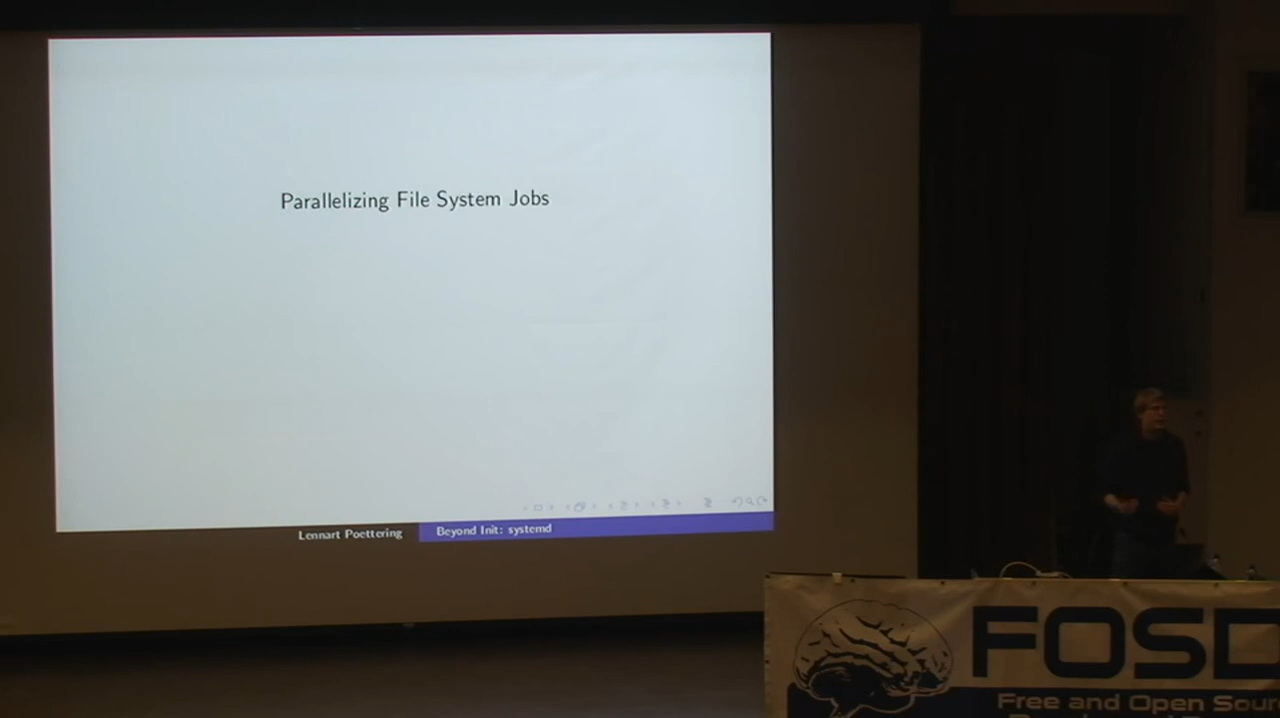 Parallelizing File System Jobs
Lennart Poettering
Beyond Init: systemd
FOSD
Free and Open Sour